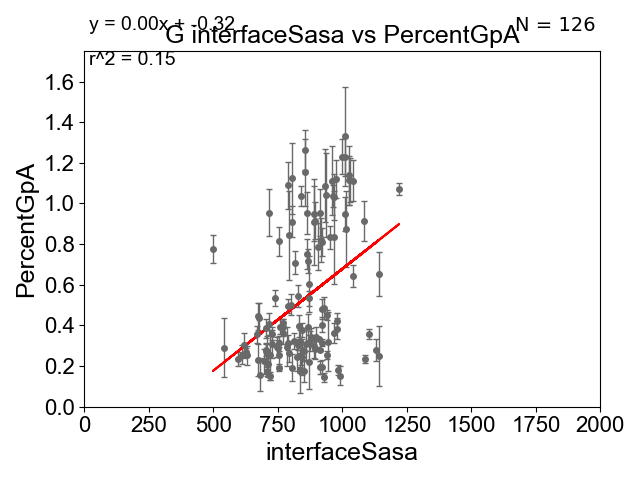 y = 0.00x + -0.32
N = 126
G interfaceSasa vs PercentGpA
r^2 = 0.15
PercentGpA
1.6
1.4
1.2
1.0
0.8
0.6
0.4
0.2
0.0
0 250 500 750 1000 1250 1500 1750 2000
interfaceSasa